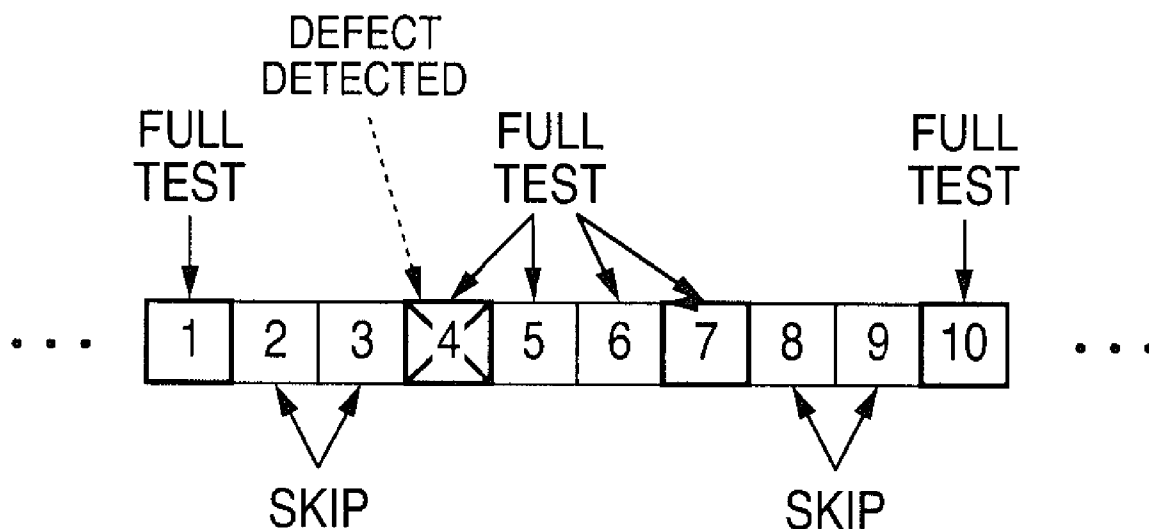 DEFECT
DETECTED
FULL
TEST
FULL
TEST
FULL
TEST
. . . 1 2 3 4 5 6 7 8 9 10 . . .
SKIP
SKIP